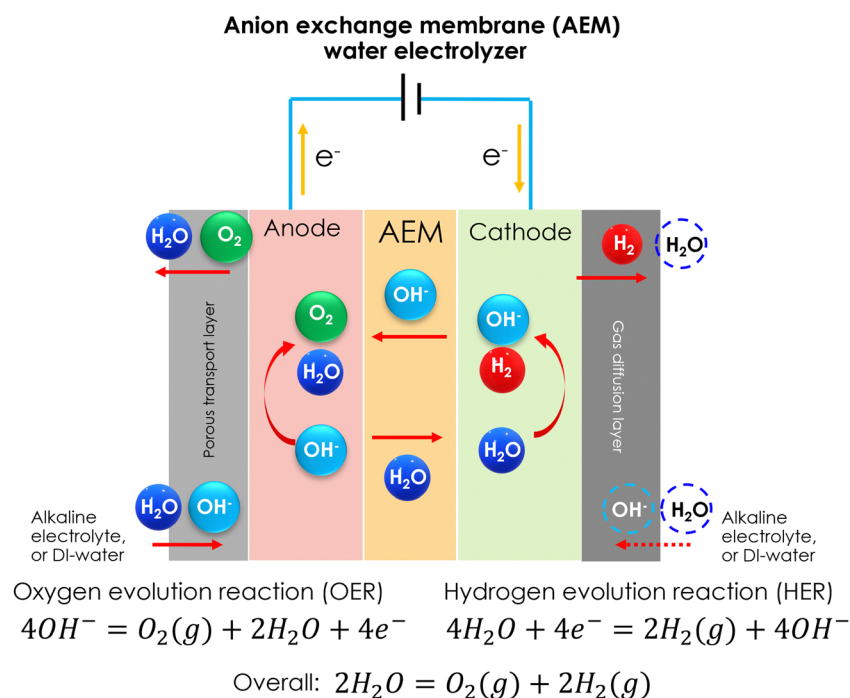 Anion exchange membrane (AEM)
water electrolyzer
e⁻
e⁻
H₂O
O₂
Anode
AEM
Cathode
H₂
H₂O
OH⁻
O₂
OH⁻
H₂O
H₂
Porous transport layer
Gas diffusion layer
OH⁻
H₂O
H₂O
H₂O
OH⁻
OH⁻
H₂O
Alkaline
electrolyte,
or DI-water
Alkaline
electrolyte,
or DI-water
Oxygen evolution reaction (OER)
Hydrogen evolution reaction (HER)
4OH⁻ = O₂(g) + 2H₂O + 4e⁻
4H₂O + 4e⁻ = 2H₂(g) + 4OH⁻
Overall: 2H₂O = O₂(g) + 2H₂(g)